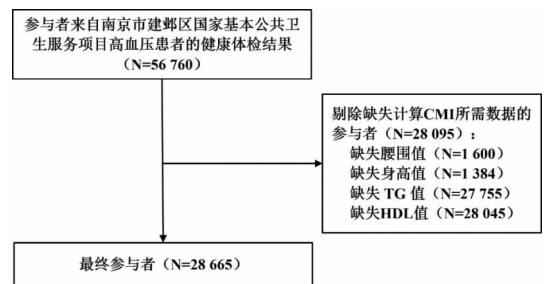 参与者来自南京市建邺区国家基本公共卫
生服务项目高血压患者的健康体检结果
（N=56 760）
剔除缺失计算CMI所需数据的
参与者（N=28 095）：
缺失腰围值（N=1 600）
缺失身高值（N=1 384）
缺失 TG 值（N=27 755）
缺失HDL值（N=28 045）
最终参与者（N=28 665）